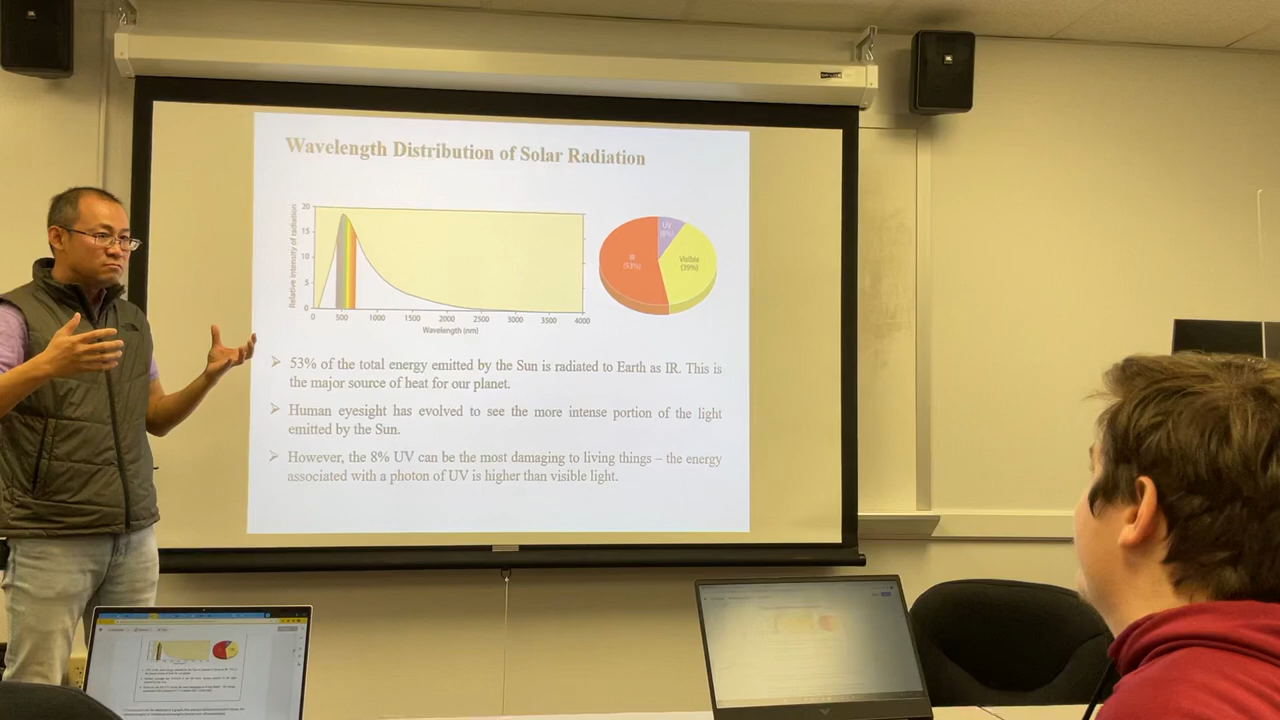 Wavelength Distribution of Solar Radiation
Relative Intensity of radiation
20
15
10
5
0
0 500 1000 1500 2000 2500 3000 3500 4000
Wavelength (nm)
UV
(8%)
IR
(53%)
Visible
(39%)
➢ 53% of the total energy emitted by the Sun is radiated to Earth as IR. This is
the major source of heat for our planet.
➢ Human eyesight has evolved to see the more intense portion of the light
emitted by the Sun.
➢ However, the 8% UV can be the most damaging to living things – the energy
associated with a photon of UV is higher than visible light.
JBL